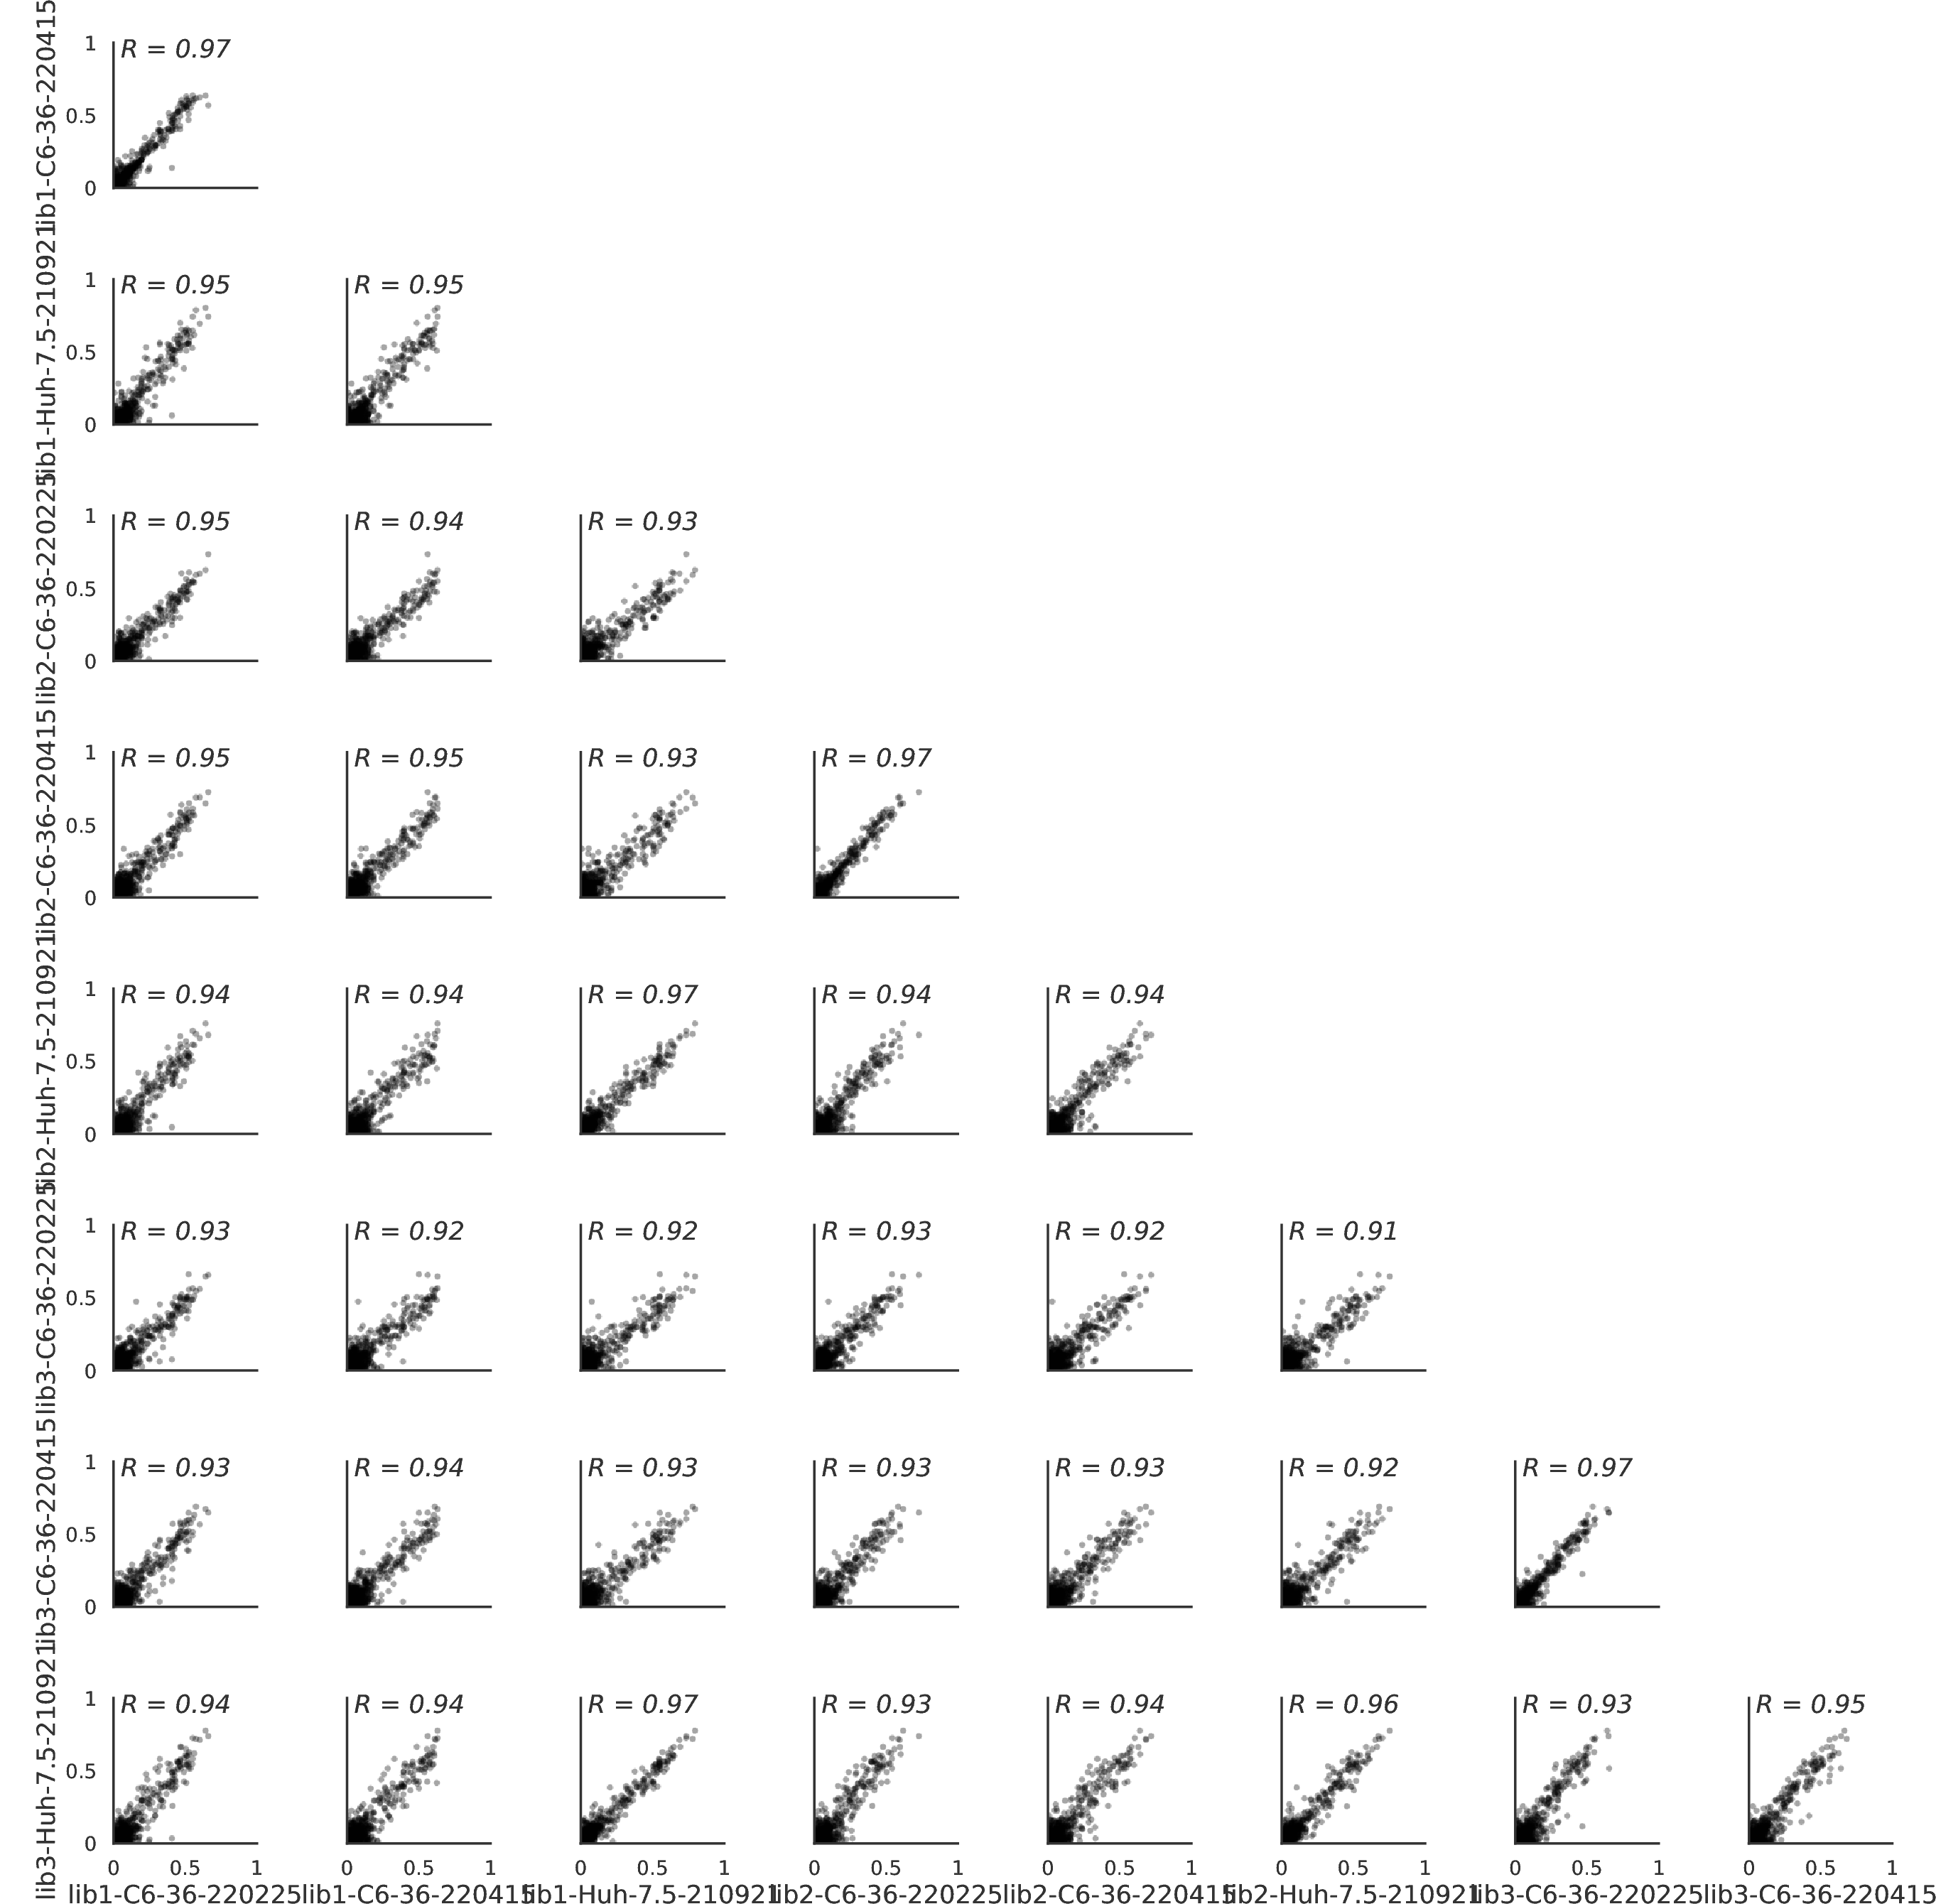 lib1-C6-36-220415
1
R = 0.97
0.5
0
lib1-Huh-7.5-210921
1
R = 0.95
R = 0.95
0.5
0
lib2-C6-36-220225
1
R = 0.95
R = 0.94
R = 0.93
0.5
0
lib2-C6-36-220415
1
R = 0.95
R = 0.95
R = 0.93
R = 0.97
0.5
0
lib2-Huh-7.5-210921
1
R = 0.94
R = 0.94
R = 0.97
R = 0.94
R = 0.94
0.5
0
lib3-C6-36-220225
1
R = 0.93
R = 0.92
R = 0.92
R = 0.93
R = 0.92
R = 0.91
0.5
0
lib3-C6-36-220415
1
R = 0.93
R = 0.94
R = 0.93
R = 0.93
R = 0.93
R = 0.92
R = 0.97
0.5
0
lib3-Huh-7.5-210921
1
R = 0.94
R = 0.94
R = 0.97
R = 0.93
R = 0.94
R = 0.96
R = 0.93
R = 0.95
0.5
0
0 0.5 1
0 0.5 1
0 0.5 1
0 0.5 1
0 0.5 1
0 0.5 1
0 0.5 1
0 0.5 1
lib1-C6-36-220225
lib1-C6-36-220415
lib1-Huh-7.5-210921
lib2-C6-36-220225
lib2-C6-36-220415
lib2-Huh-7.5-210921
lib3-C6-36-220225
lib3-C6-36-220415